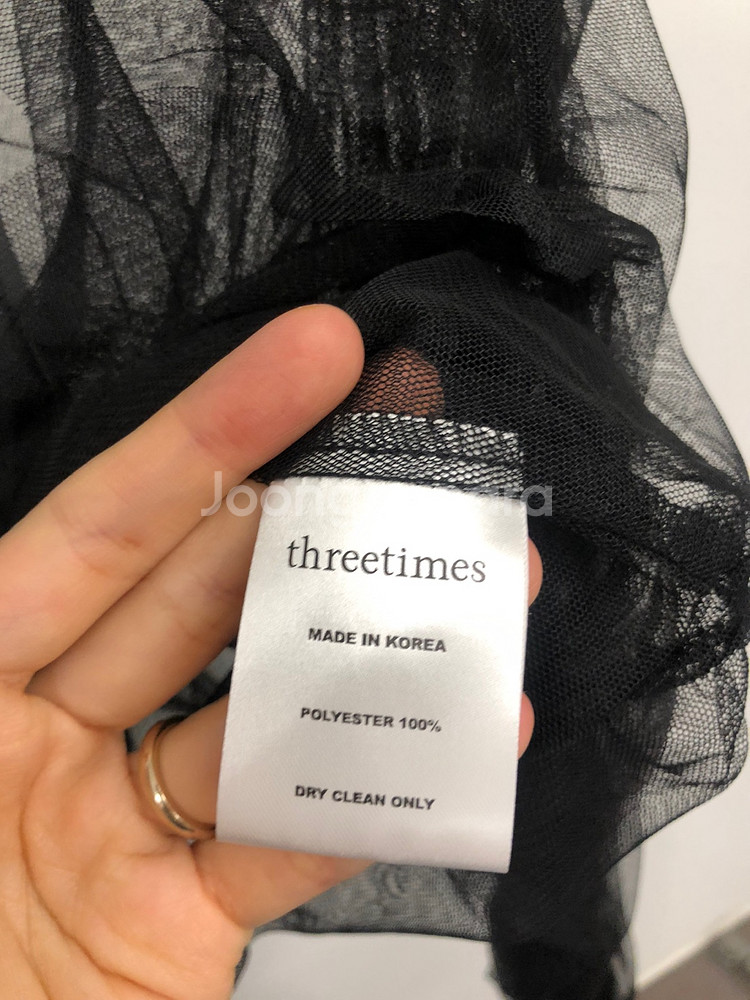 threetimes
MADE IN KOREA
POLYESTER 100%
DRY CLEAN ONLY